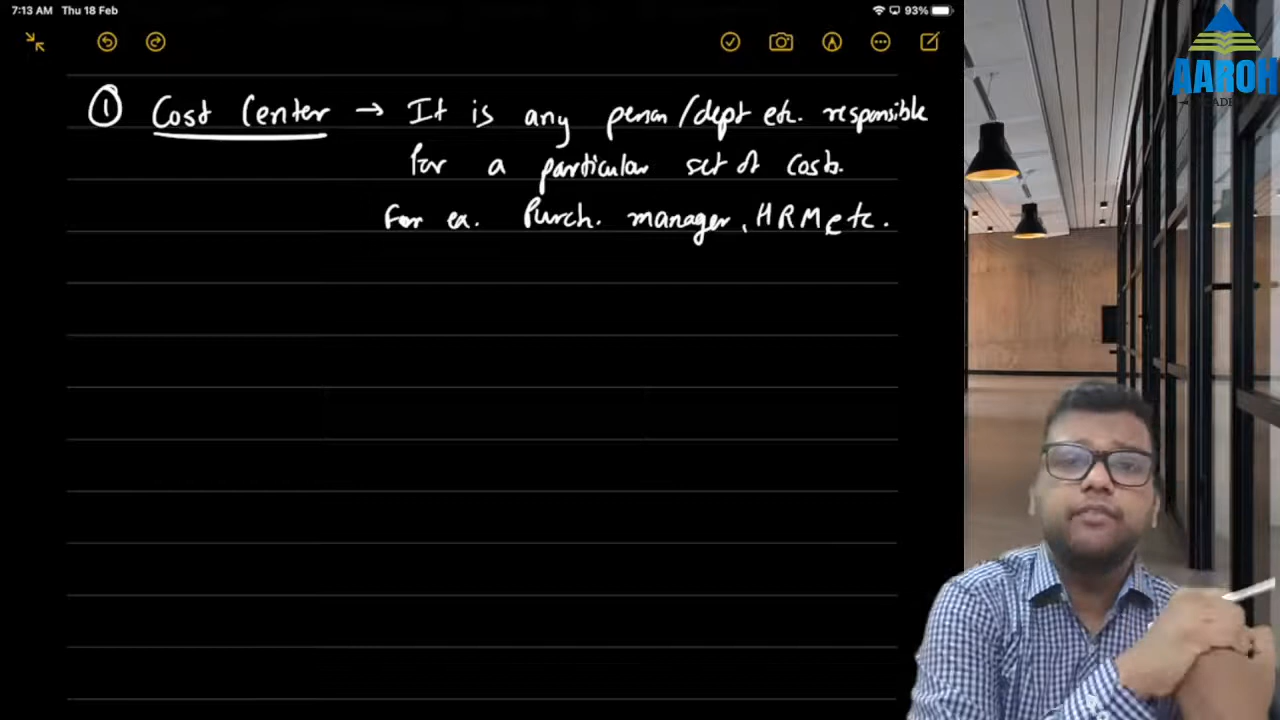 7:13 AM Thu 18 Feb
93%
① Cost Center → It is any person/dept etc. responsible
for a particular set of costs.
For ex. Purch. manager, HRM etc.
AAROH
ACADEMY